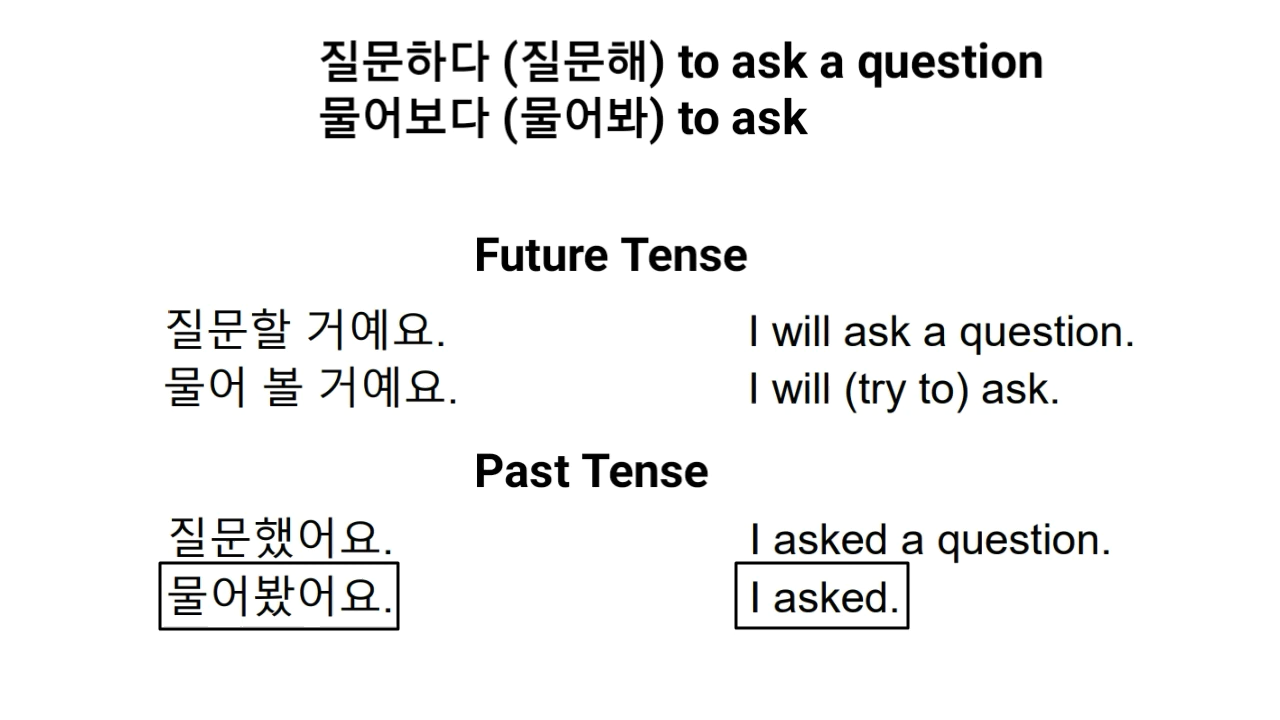 질문하다 (질문해) to ask a question
물어보다 (물어봐) to ask
Future Tense
질문할 거예요. I will ask a question.
물어 볼 거예요. I will (try to) ask.
Past Tense
질문했어요. I asked a question.
물어봤어요. I asked.